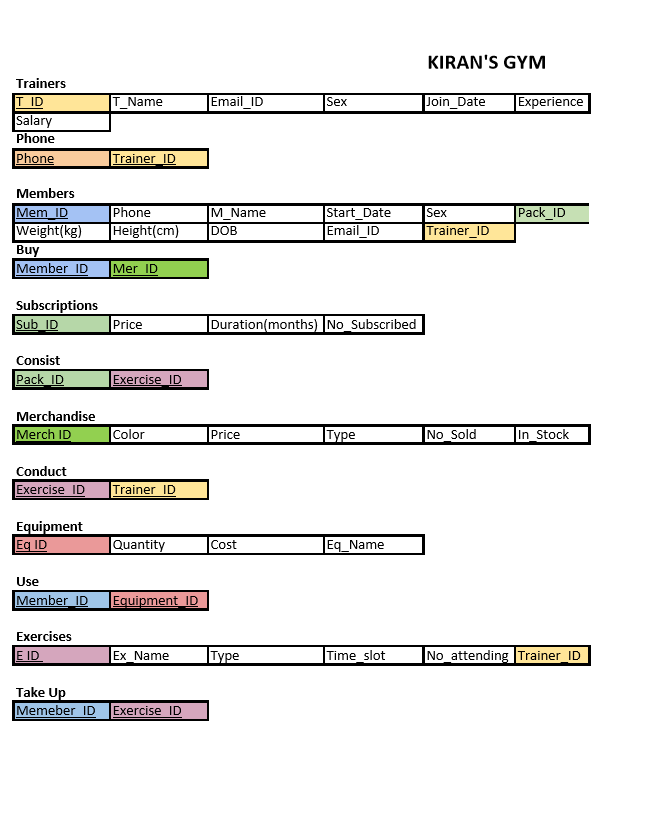 KIRAN'S GYM
Trainers
T_ID T_Name Email_ID Sex Join_Date Experience
Salary
Phone
Phone Trainer_ID
Members
Mem_ID Phone M_Name Start_Date Sex Pack_ID
Weight(kg) Height(cm) DOB Email_ID Trainer_ID
Buy
Member_ID Mer_ID
Subscriptions
Sub_ID Price Duration(months) No_Subscribed
Consist
Pack_ID Exercise_ID
Merchandise
Merch ID Color Price Type No_Sold In_Stock
Conduct
Exercise_ID Trainer_ID
Equipment
Eq ID Quantity Cost Eq_Name
Use
Member_ID Equipment_ID
Exercises
E ID Ex_Name Type Time_slot No_attending Trainer_ID
Take Up
Memeber_ID Exercise_ID